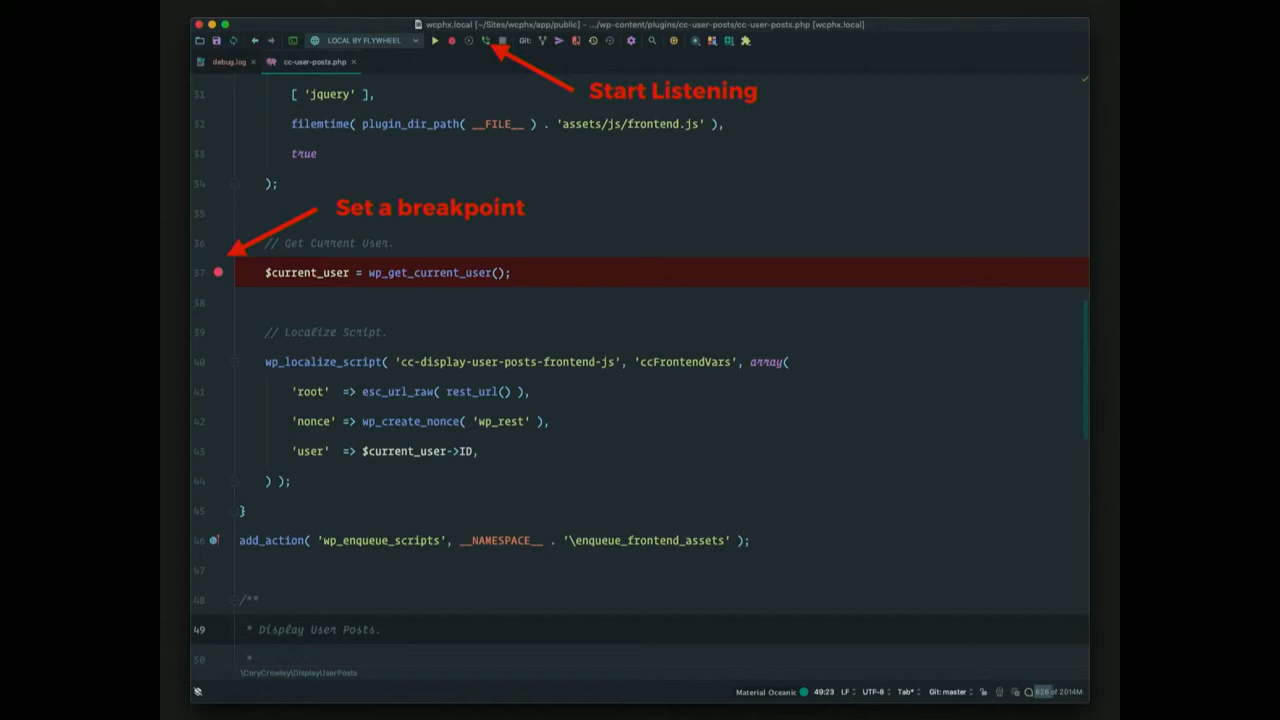 wcphx.local [~/Sites/wcphx/app/public] - .../wp-content/plugins/cc-user-posts/cc-user-posts.php [wcphx.local]
LOCAL BY FLYWHEEL Git:
debug.log × cc-user-posts.php ×
Start Listening
31 [ 'jquery' ],
32 filemtime( plugin_dir_path( __FILE__ ) . 'assets/js/frontend.js' ),
33 true
34 );
35
Set a breakpoint
36 // Get Current User.
37 $current_user = wp_get_current_user();
38
39 // Localize Script.
40 wp_localize_script( 'cc-display-user-posts-frontend-js', 'ccFrontendVars', array(
41 'root' => esc_url_raw( rest_url() ),
42 'nonce' => wp_create_nonce( 'wp_rest' ),
43 'user' => $current_user->ID,
44 ) );
45 }
46 add_action( 'wp_enqueue_scripts', __NAMESPACE__ . '\enqueue_frontend_assets' );
47
48 /**
49 * Display User Posts.
50 *
\CoryCrowley\DisplayUserPosts
Material Oceanic 49:23 LF UTF-8 Tab* Git: master 626 of 2014M